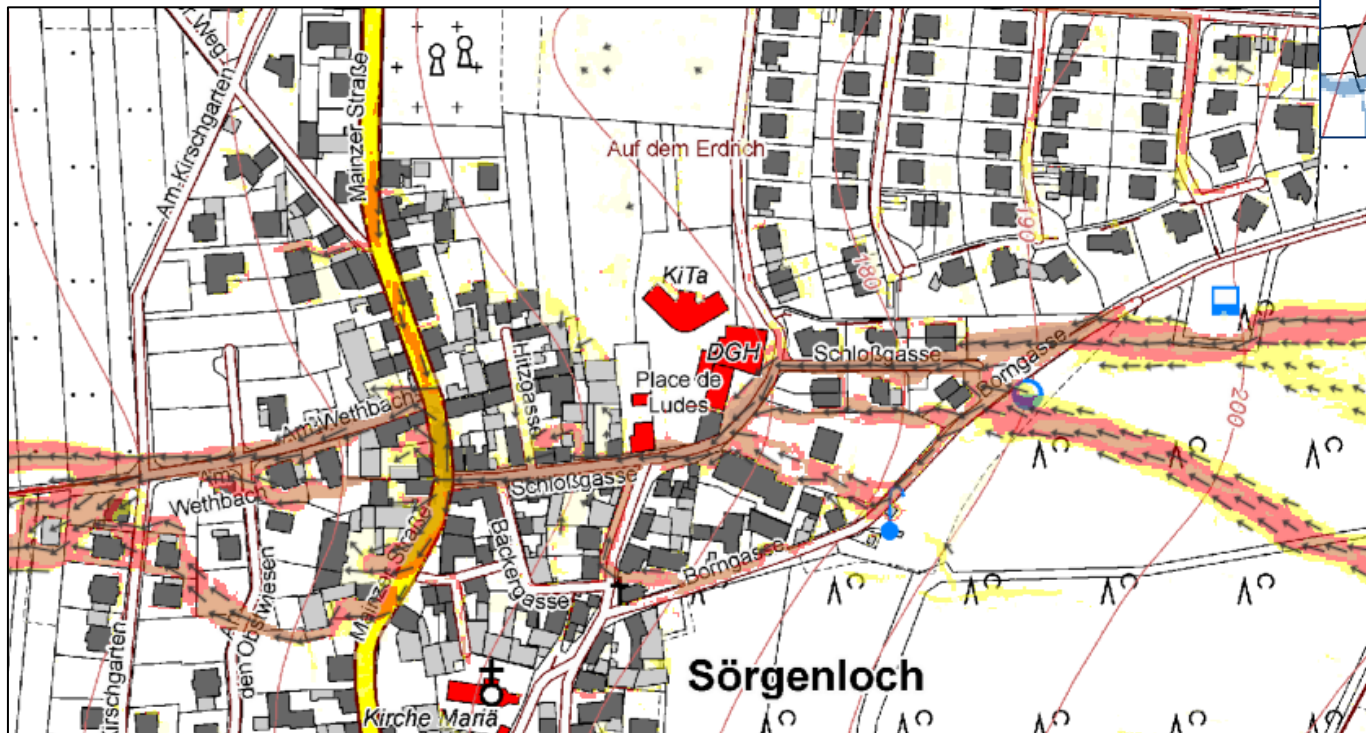 r Weg
Am Kirschgarten
Mainzer Straße
Auf dem Erdrich
190
180
200
KiTa
DGH
Schloßgasse
Borngasse
Place de
Ludes
Hitzgasse
Am Wethbach
Am
Wethbach
Schloßgasse
Mainzer Straße
Bäckergasse
Borngasse
den Obstwiesen
Kirschgarten
Sörgenloch
Kirche Mariä